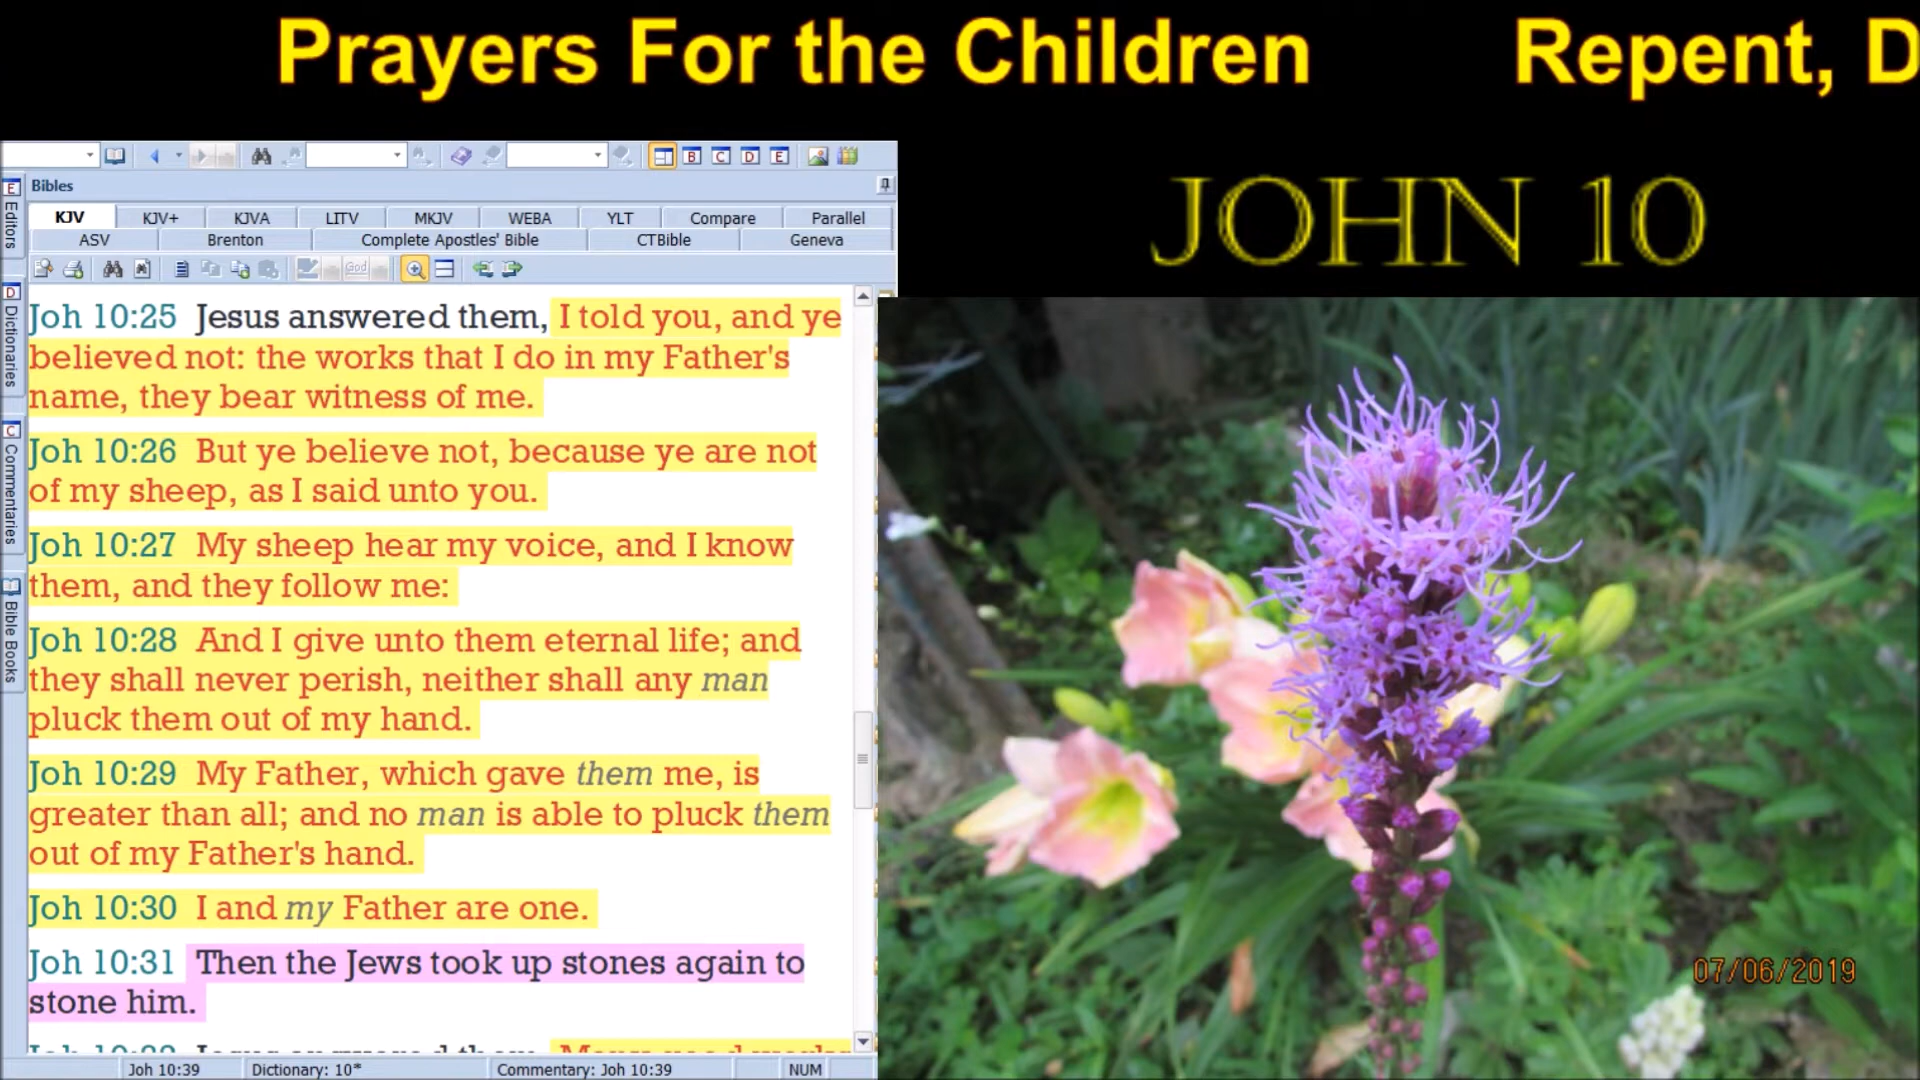 Prayers For the Children Repent, D
JOHN 10
Bibles
KJV KJV+ KJVA LITV MKJV WEBA YLT Compare Parallel
ASV Brenton Complete Apostles' Bible CTBible Geneva
B C D E
God
E Editors
D Dictionaries
C Commentaries
Bible Books
Joh 10:25 Jesus answered them, I told you, and ye
believed not: the works that I do in my Father's
name, they bear witness of me.
Joh 10:26 But ye believe not, because ye are not
of my sheep, as I said unto you.
Joh 10:27 My sheep hear my voice, and I know
them, and they follow me:
Joh 10:28 And I give unto them eternal life; and
they shall never perish, neither shall any man
pluck them out of my hand.
Joh 10:29 My Father, which gave them me, is
greater than all; and no man is able to pluck them
out of my Father's hand.
Joh 10:30 I and my Father are one.
Joh 10:31 Then the Jews took up stones again to
stone him.
07/06/2019
Joh 10:39 Dictionary: 10* Commentary: Joh 10:39 NUM